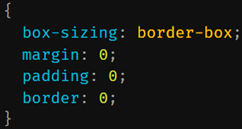 {
box-sizing: border-box;
margin: 0;
padding: 0;
border: 0;
}